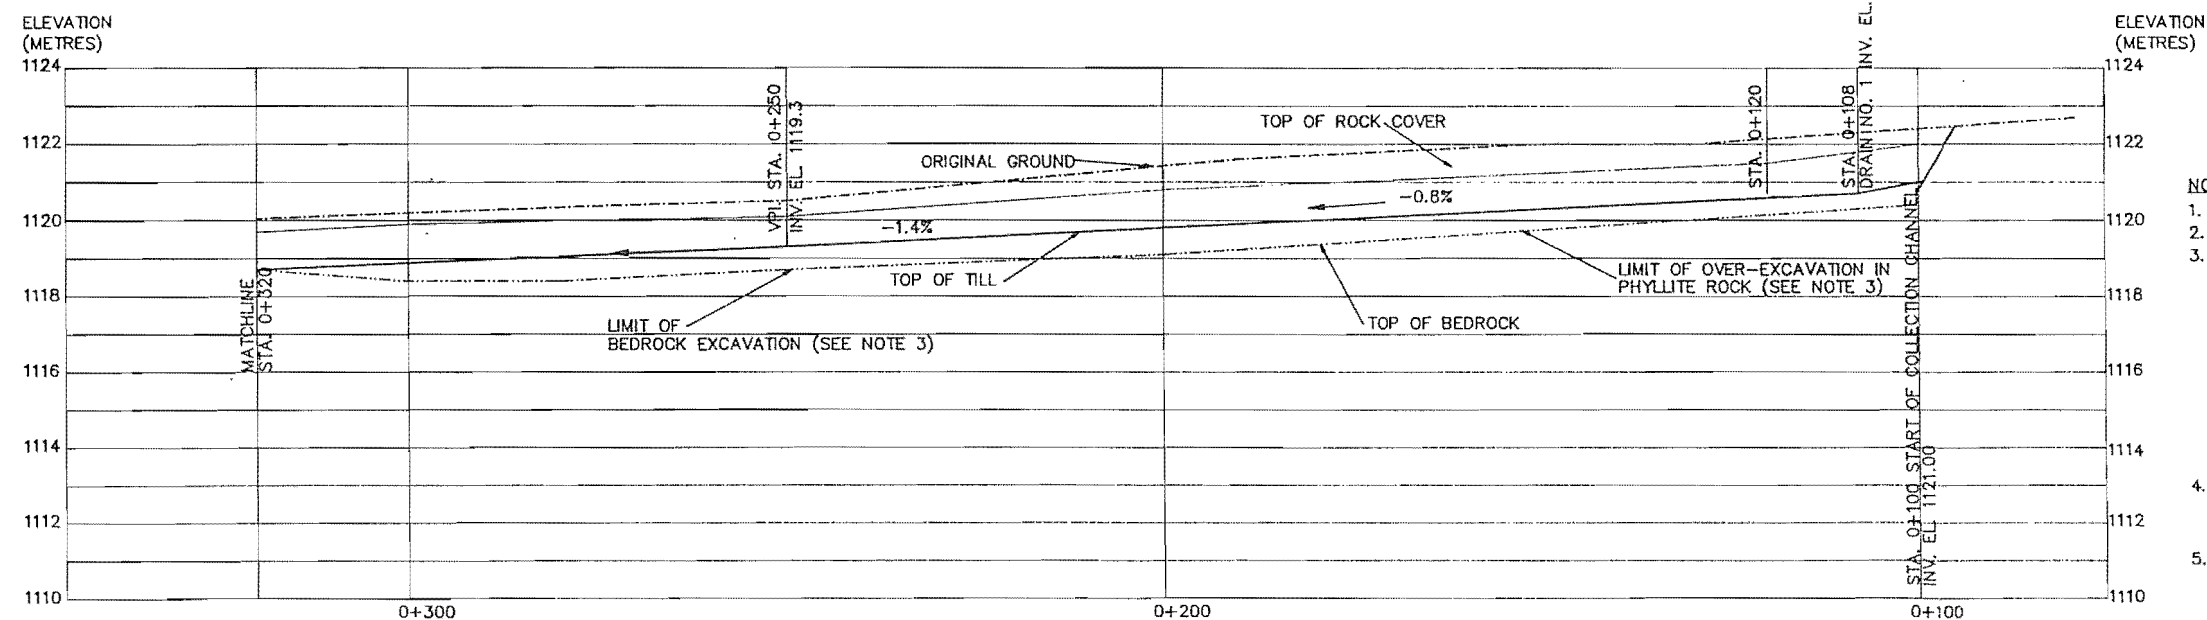 ELEVATION
(METRES)
1124
1122
1120
1118
1116
1114
1112
1110
MATCHLINE
STA. 0+320
VPI. STA. 0+250
INV. EL. 1119.3
ORIGINAL GROUND
TOP OF ROCK COVER
-1.4%
-0.8%
TOP OF TILL
LIMIT OF
BEDROCK EXCAVATION (SEE NOTE 3)
TOP OF BEDROCK
LIMIT OF OVER-EXCAVATION IN
PHYLLITE ROCK (SEE NOTE 3)
STA. 0+120
STA. 0+108
DRAIN NO. 1 INV. EL.
STA. 0+100 START OF COLLECTION CHANNEL
INV. EL. 1121.00
0+300
0+200
0+100
ELEVATION
(METRES)
1124
1122
1120
1118
1116
1114
1112
1110
NO
1.
2.
3.
4.
5.